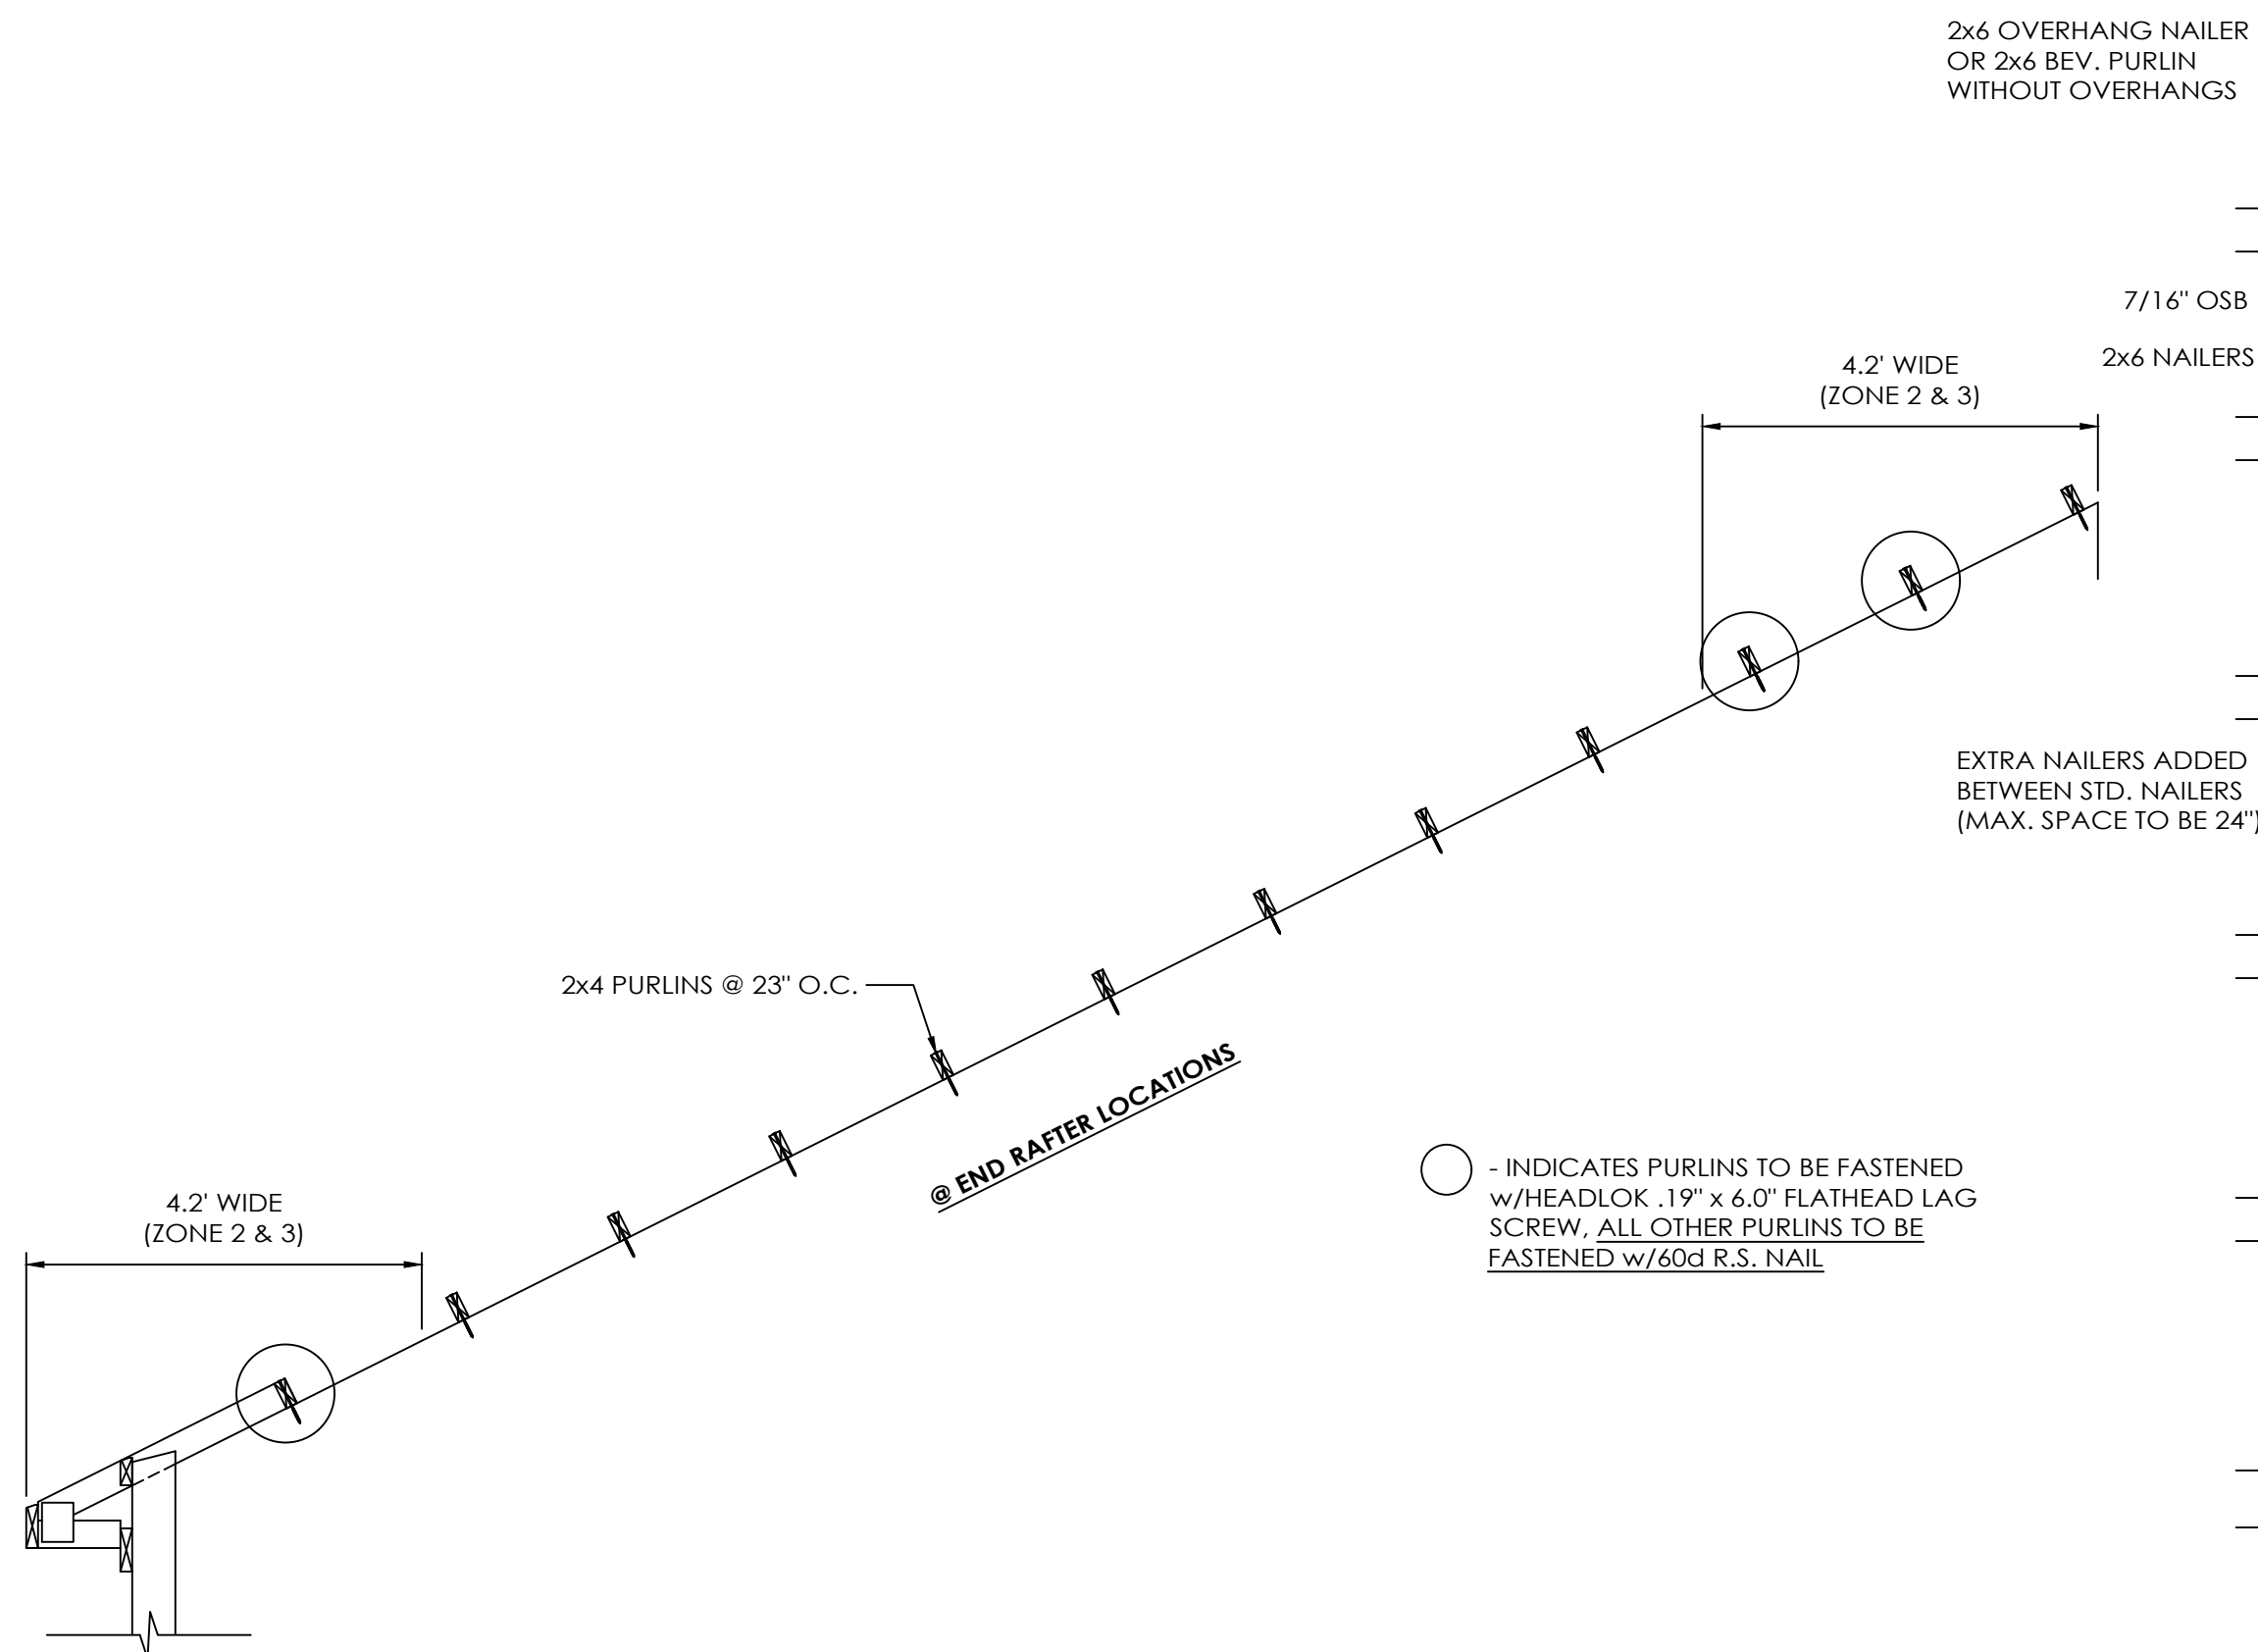 2x6 OVERHANG NAILER
OR 2x6 BEV. PURLIN
WITHOUT OVERHANGS
7/16" OSB
2x6 NAILERS
4.2' WIDE
(ZONE 2 & 3)
EXTRA NAILERS ADDED
BETWEEN STD. NAILERS
(MAX. SPACE TO BE 24")
2x4 PURLINS @ 23" O.C.
@ END RAFTER LOCATIONS
- INDICATES PURLINS TO BE FASTENED
w/HEADLOK .19" x 6.0" FLATHEAD LAG
SCREW, ALL OTHER PURLINS TO BE
FASTENED w/60d R.S. NAIL
4.2' WIDE
(ZONE 2 & 3)